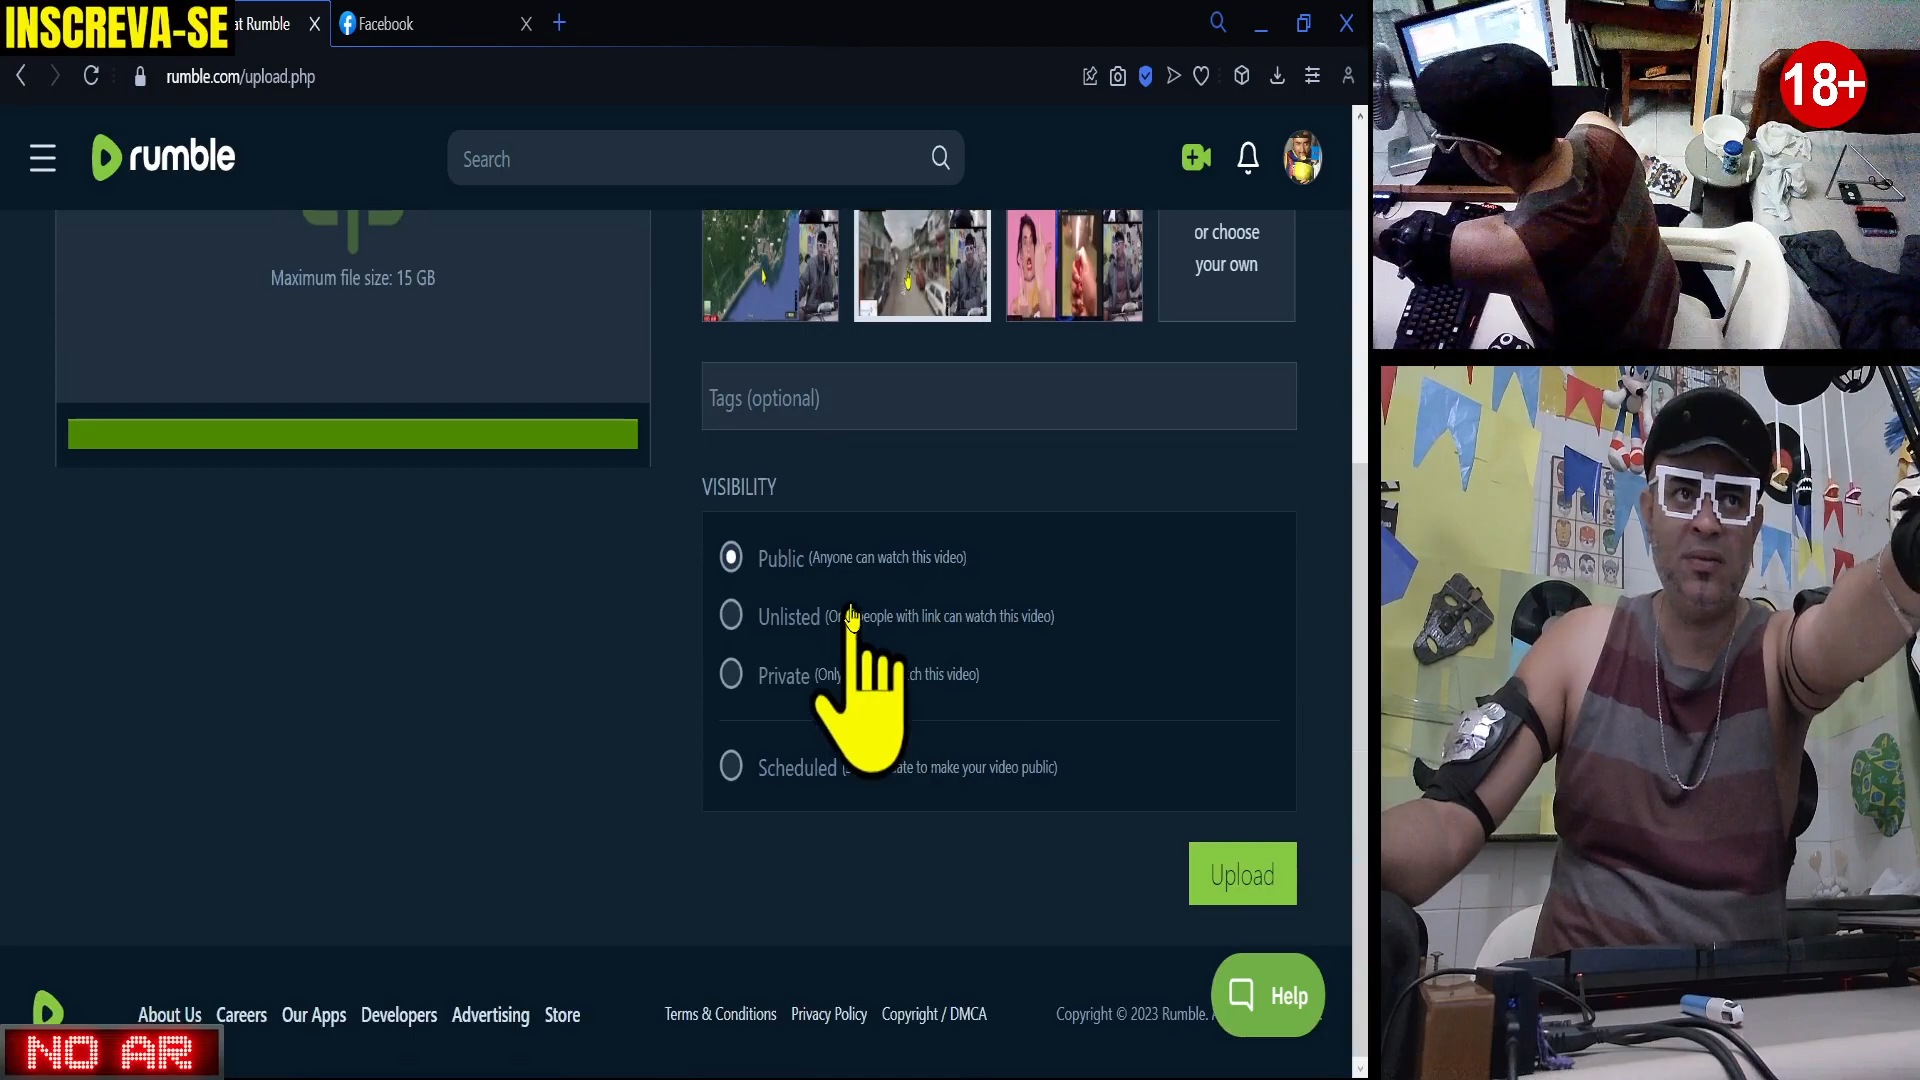 INSCREVA-SE
at Rumble
Facebook
rumble.com/upload.php
18+
rumble
Search
Maximum file size: 15 GB
or choose
your own
Tags (optional)
VISIBILITY
Public (Anyone can watch this video)
Unlisted (Only people with link can watch this video)
Private (Only this video)
Scheduled to make your video public)
Upload
Help
About Us
Careers
Our Apps
Developers
Advertising
Store
Terms & Conditions
Privacy Policy
Copyright / DMCA
Copyright © 2023 Rumble.
NO AR